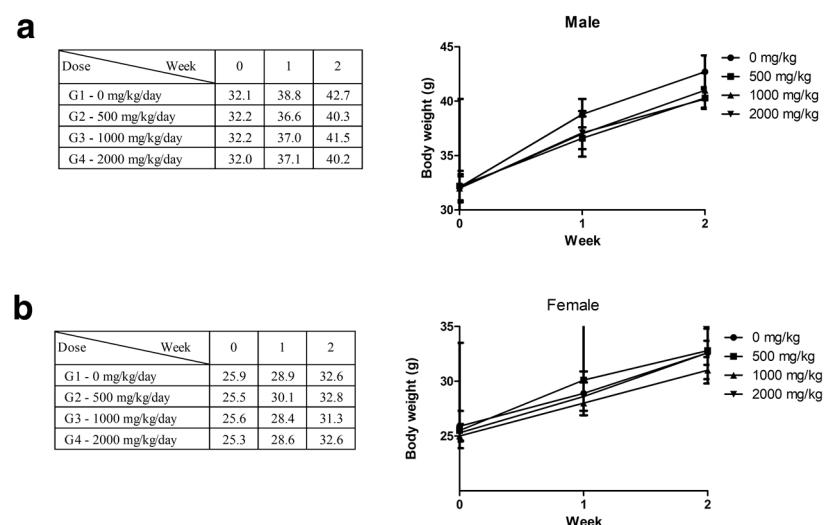 a
Dose Week 0 1 2
G1 - 0 mg/kg/day 32.1 38.8 42.7
G2 - 500 mg/kg/day 32.2 36.6 40.3
G3 - 1000 mg/kg/day 32.2 37.0 41.5
G4 - 2000 mg/kg/day 32.0 37.1 40.2
Male
Body weight (g)
45
40
35
30
0 1 2
Week
0 mg/kg
500 mg/kg
1000 mg/kg
2000 mg/kg
b
Dose Week 0 1 2
G1 - 0 mg/kg/day 25.9 28.9 32.6
G2 - 500 mg/kg/day 25.5 30.1 32.8
G3 - 1000 mg/kg/day 25.6 28.4 31.3
G4 - 2000 mg/kg/day 25.3 28.6 32.6
Female
Body weight (g)
35
30
25
0 1 2
Week
0 mg/kg
500 mg/kg
1000 mg/kg
2000 mg/kg